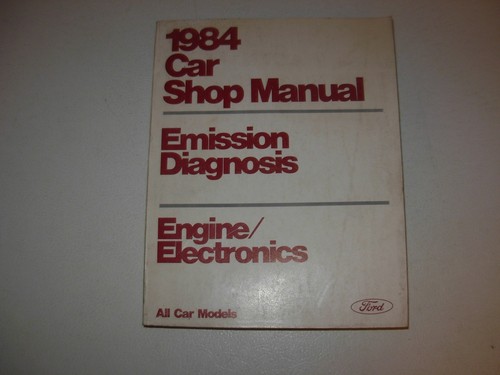 1984
Car
Shop Manual
Emission
Diagnosis
Engine/
Electronics
All Car Models
Ford